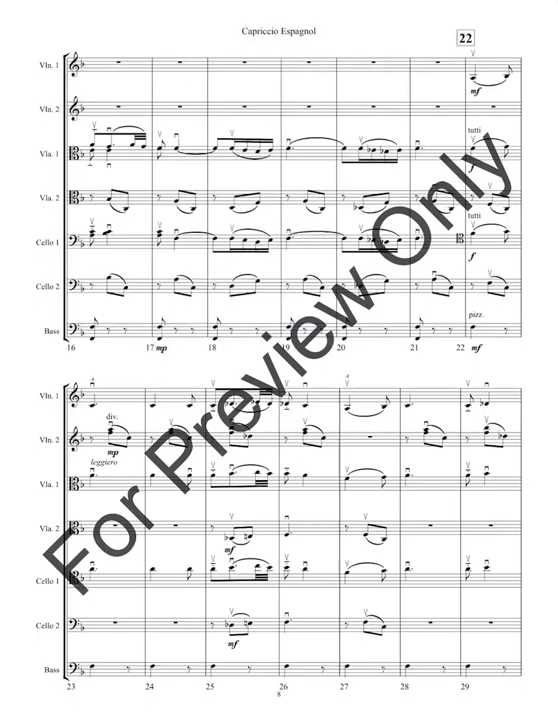 Capriccio Espagnol
22
Vln. 1
mf
Vln. 2
tutti
Vla. 1
Vla. 2
tutti
Cello 1
f
Cello 2
pizz.
Bass
mp
mf
16 17 18 19 20 21 22
Vln. 1
div.
Vln. 2
mp
leggiero
Vla. 1
Vla. 2
mf
Cello 1
Cello 2
mf
Bass
23 24 25 26 27 28 29
8
For Preview Only